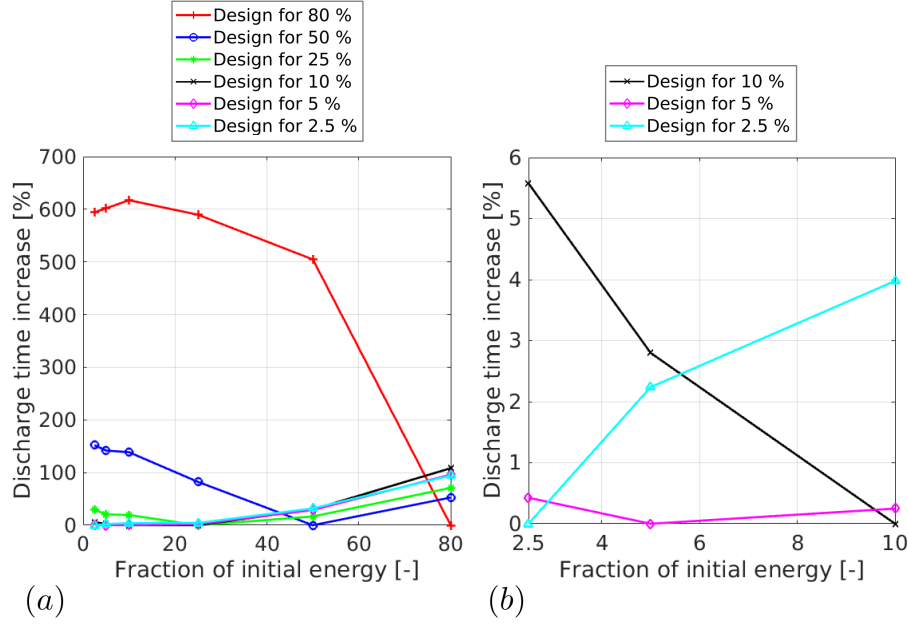 Design for 80 %
Design for 50 %
Design for 25 %
Design for 10 %
Design for 5 %
Design for 2.5 %
700
600
500
400
300
200
100
0
Discharge time increase [%]
0 20 40 60 80
Fraction of initial energy [-]
(a)
Design for 10 %
Design for 5 %
Design for 2.5 %
6
5
4
3
2
1
0
Discharge time increase [%]
2.5 4 6 8 10
Fraction of initial energy [-]
(b)